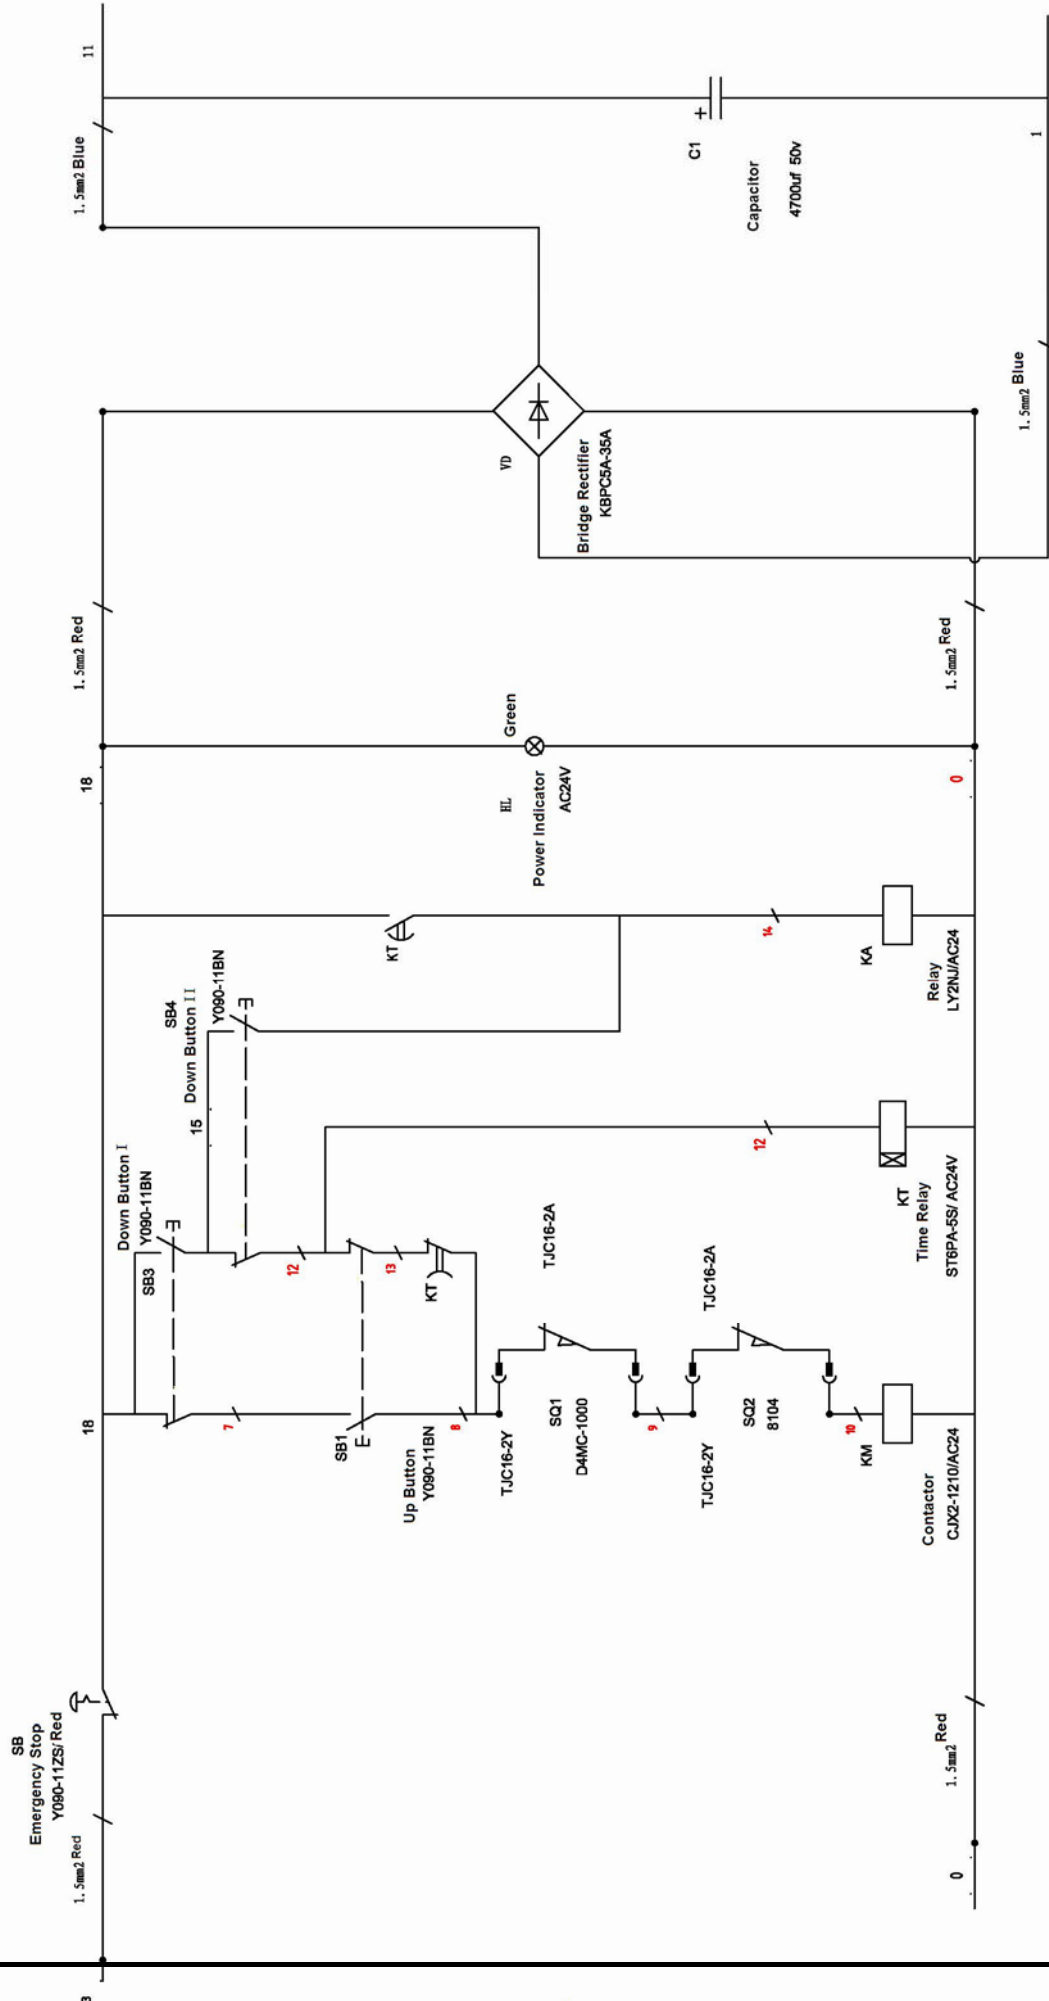 SB
Emergency Stop
Y090-11ZS/Red
1.5mm2 Red
18
Down Button I
Y090-11BN
SB3
SB4
Down Button II
Y090-11BN
15
18
1.5mm2 Red
1.5mm2 Blue
11
7
12
13
KT
SB1
Up Button
Y090-11BN
8
KT
HL
Green
Power Indicator
AC24V
VD
Bridge Rectifier
KBPC5A-35A
+
C1
Capacitor
4700uf 50v
TJC16-2Y
TJC16-2A
SQ1
D4MC-1000
9
TJC16-2Y
TJC16-2A
SQ2
8104
10
12
14
KM
Contactor
CJX2-1210/AC24
KT
Time Relay
ST6PA-5S/AC24V
KA
Relay
LY2NJ/AC24
0
1.5mm2 Red
0
1.5mm2 Red
1.5mm2 Blue
1